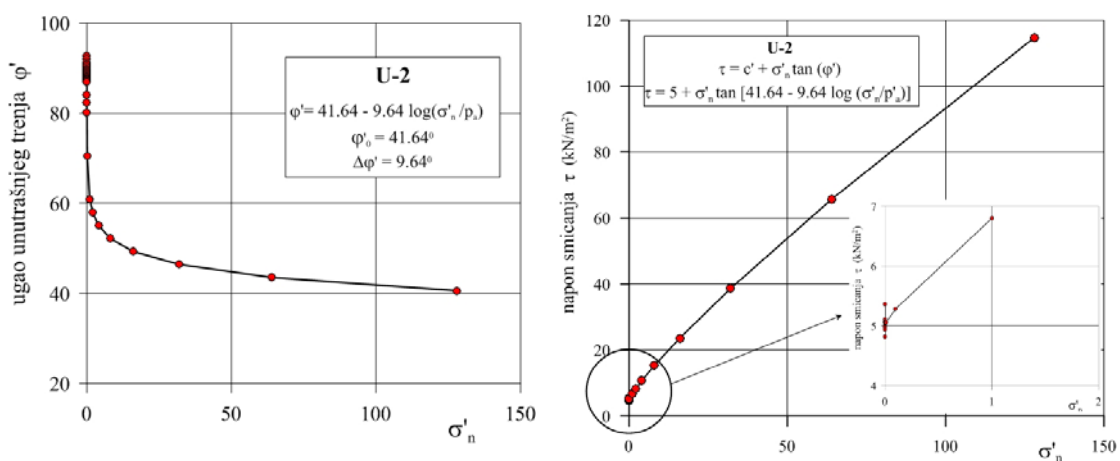 100
80
60
40
20
0
50
100
150
ugao unutrašnjeg trenja φ'
σ'n
U-2
φ'= 41.64 - 9.64 log(σ'n/pa)
φ'0 = 41.64⁰
Δφ' = 9.64⁰
120
100
80
60
40
20
0
0
50
100
150
napon smicanja τ (kN/m²)
σ'n
U-2
τ = c' + σ'n tan (φ')
τ = 5 + σ'n tan [41.64 - 9.64 log (σ'n/p'a)]
7
6
5
4
0
1
2
napon smicanja τ (kN/m²)
σ'n